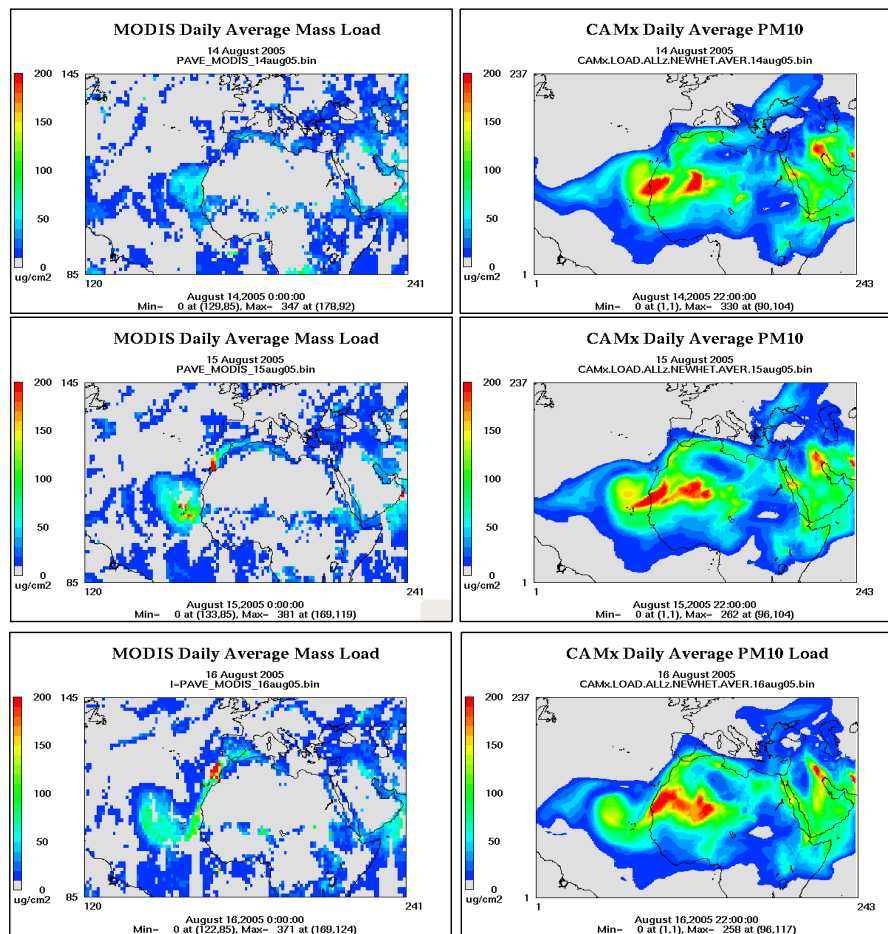 MODIS Daily Average Mass Load
14 August 2005
PAVE_MODIS_14aug05.bin
200
150
100
50
0
ug/cm2
145
85
120
241
August 14,2005 0:00:00
Min= 0 at (129,85), Max= 347 at (178,92)
CAMx Daily Average PM10
14 August 2005
CAMx.LOAD.ALLz.NEWHET.AVER.14aug05.bin
200
150
100
50
0
ug/cm2
237
1
1
243
August 14,2005 22:00:00
Min= 0 at (1,1), Max= 330 at (90,104)
MODIS Daily Average Mass Load
15 August 2005
PAVE_MODIS_15aug05.bin
200
150
100
50
0
ug/cm2
145
85
120
241
August 15,2005 0:00:00
Min= 0 at (133,85), Max= 381 at (169,119)
CAMx Daily Average PM10
15 August 2005
CAMx.LOAD.ALLz.NEWHET.AVER.15aug05.bin
200
150
100
50
0
ug/cm2
237
1
1
243
August 15,2005 22:00:00
Min= 0 at (1,1), Max= 262 at (96,104)
MODIS Daily Average Mass Load
16 August 2005
I=PAVE_MODIS_16aug05.bin
200
150
100
50
0
ug/cm2
145
85
120
241
August 16,2005 0:00:00
Min= 0 at (122,85), Max= 371 at (169,124)
CAMx Daily Average PM10 Load
16 August 2005
CAMx.LOAD.ALLz.NEWHET.AVER.16aug05.bin
200
150
100
50
0
ug/cm2
237
1
1
243
August 16,2005 22:00:00
Min= 0 at (1,1), Max= 258 at (96,117)